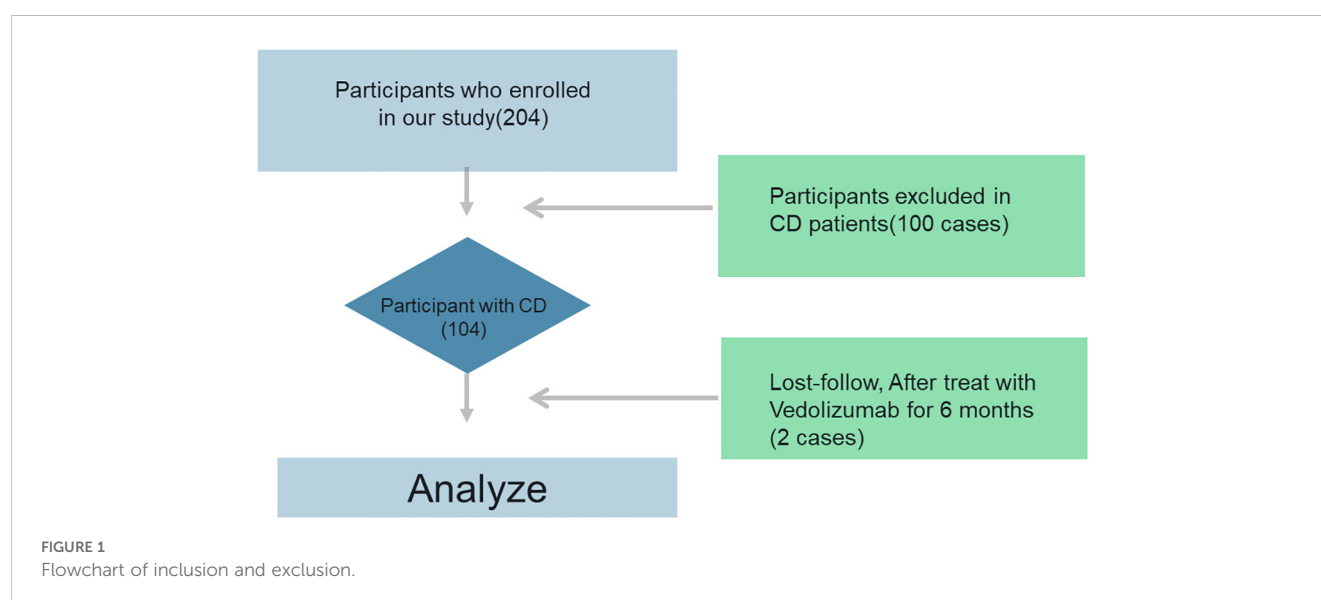 Participants who enrolled
in our study(204)
Participants excluded in
CD patients(100 cases)
Participant with CD
(104)
Lost-follow, After treat with
Vedolizumab for 6 months
(2 cases)
Analyze
FIGURE 1
Flowchart of inclusion and exclusion.